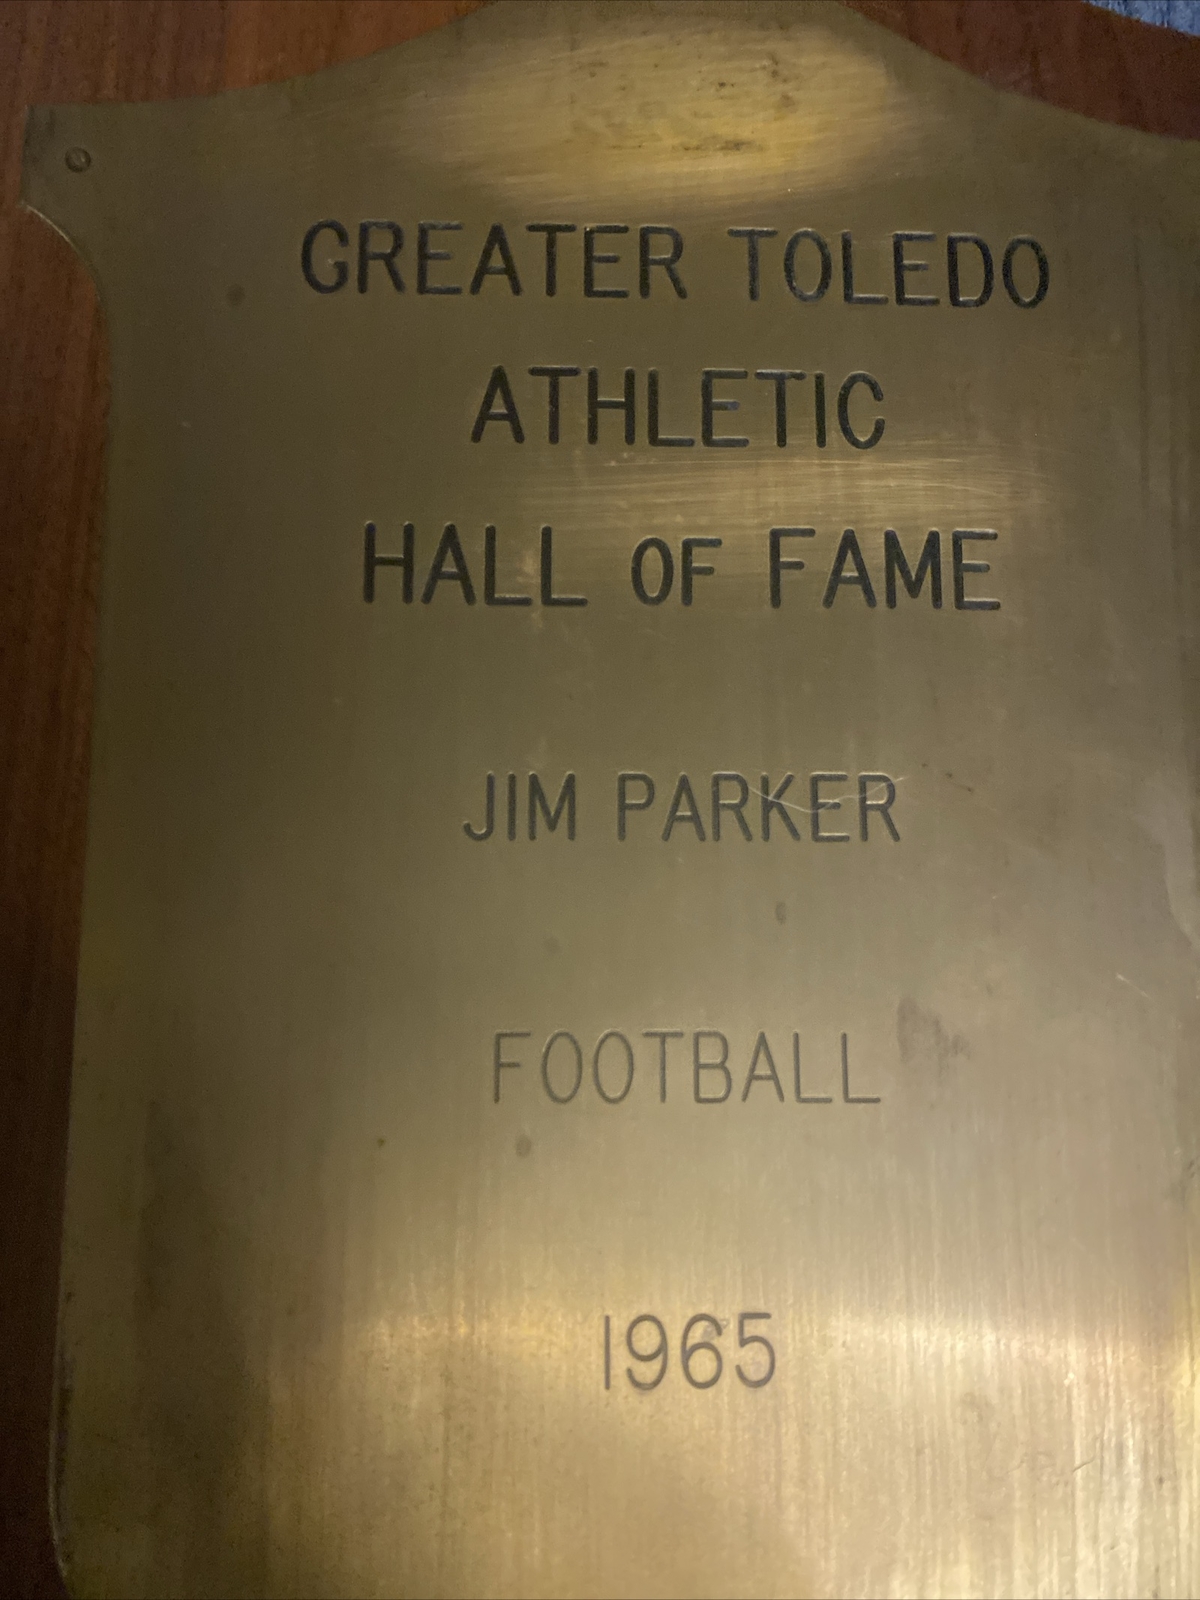 GREATER TOLEDO
ATHLETIC
HALL OF FAME
JIM PARKER
FOOTBALL
1965